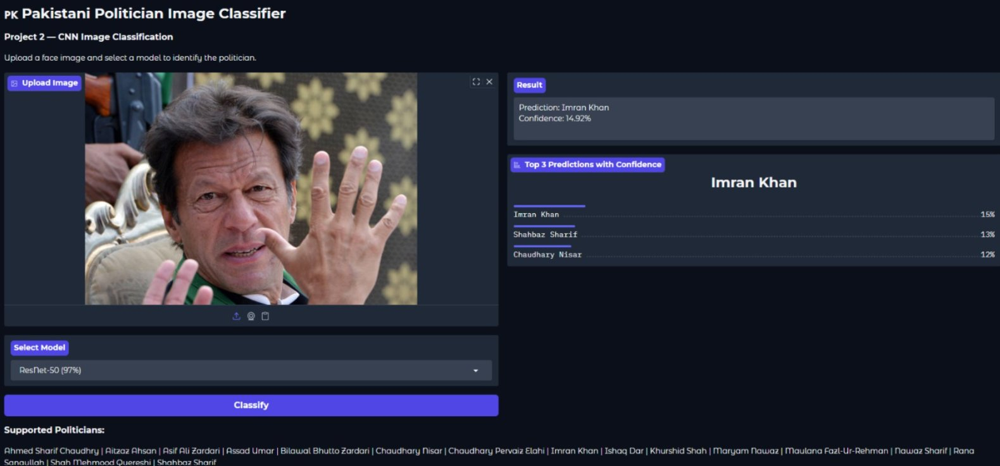 PK Pakistani Politician Image Classifier
Project 2 — CNN Image Classification
Upload a face image and select a model to identify the politician.
Upload Image
Result
Prediction: Imran Khan
Confidence: 14.92%
Top 3 Predictions with Confidence
Imran Khan
Imran Khan 15%
Shahbaz Sharif 13%
Chaudhary Nisar 12%
Select Model
ResNet-50 (97%)
Classify
Supported Politicians:
Ahmed Sharif Chaudhry | Aitzaz Ahsan | Asif Ali Zardari | Assad Umar | Bilawal Bhutto Zardari | Chaudhary Nisar | Chaudhary Pervaiz Elahi | Imran Khan | Ishaq Dar | Khurshid Shah | Maryam Nawaz | Maulana Fazl-Ur-Rehman | Nawaz Sharif | Rana
Sanaullah | Shah Mehmood Quereshi | Shahbaz Sharif